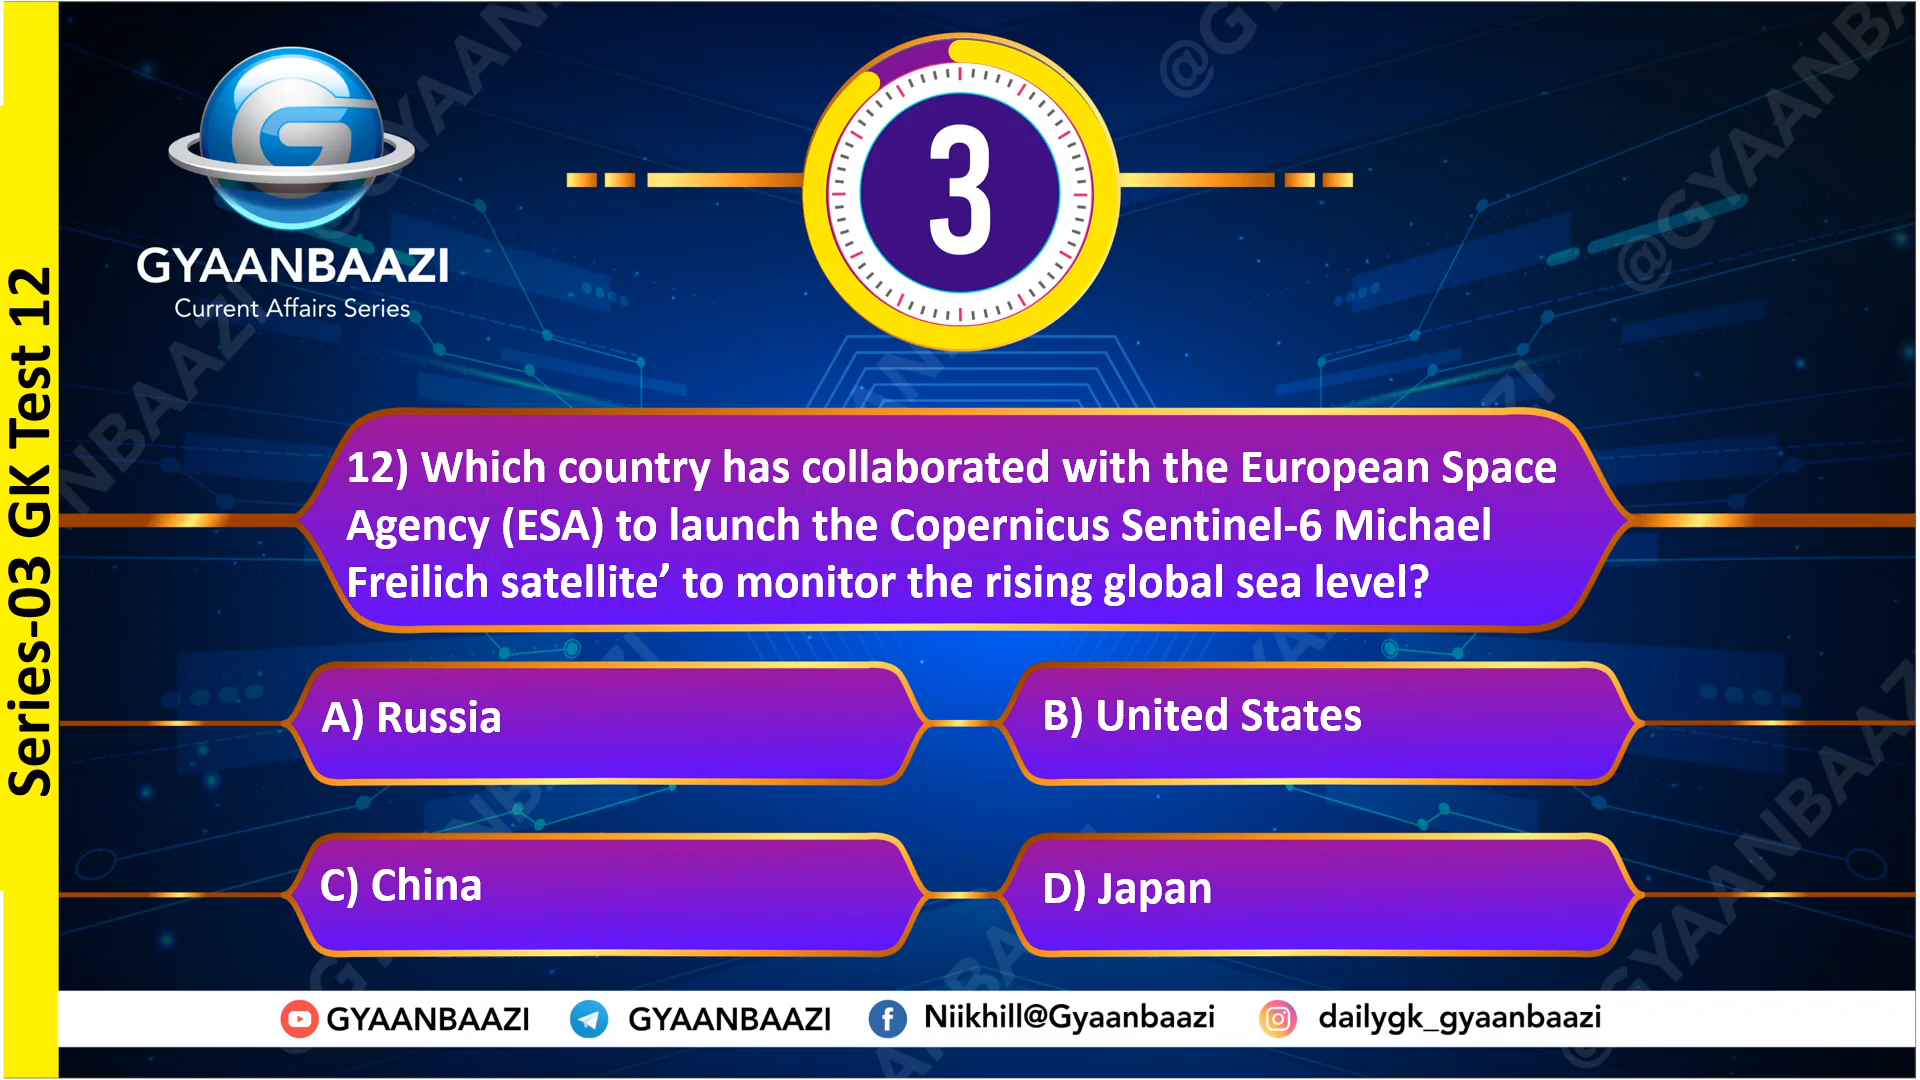 Series-03 GK Test 12
GYAANBAAZI
Current Affairs Series
3
12) Which country has collaborated with the European Space
Agency (ESA) to launch the Copernicus Sentinel-6 Michael
Freilich satellite’ to monitor the rising global sea level?
A) Russia
B) United States
C) China
D) Japan
GYAANBAAZI
GYAANBAAZI
Niikhill@Gyaanbaazi
dailygk_gyaanbaazi
@GYAANBAAZI